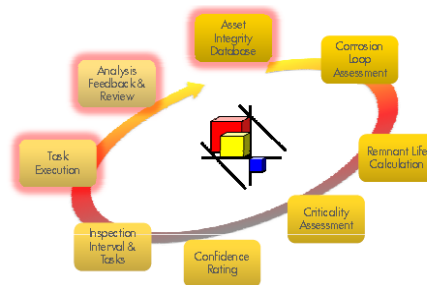 Asset
Integrity
Database
Corrosion
Loop
Assessment
Remnant Life
Calculation
Criticality
Assessment
Confidence
Rating
Inspection
Interval &
Tasks
Task
Execution
Analysis
Feedback &
Review